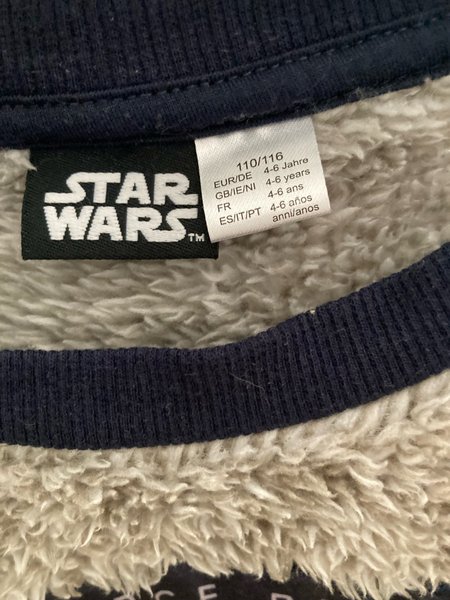 STAR
WARS™
110/116
EUR/DE 4-6 Jahre
GB/IE/NI 4-6 years
FR 4-6 ans
ES/IT/PT 4-6 años
anni/anos